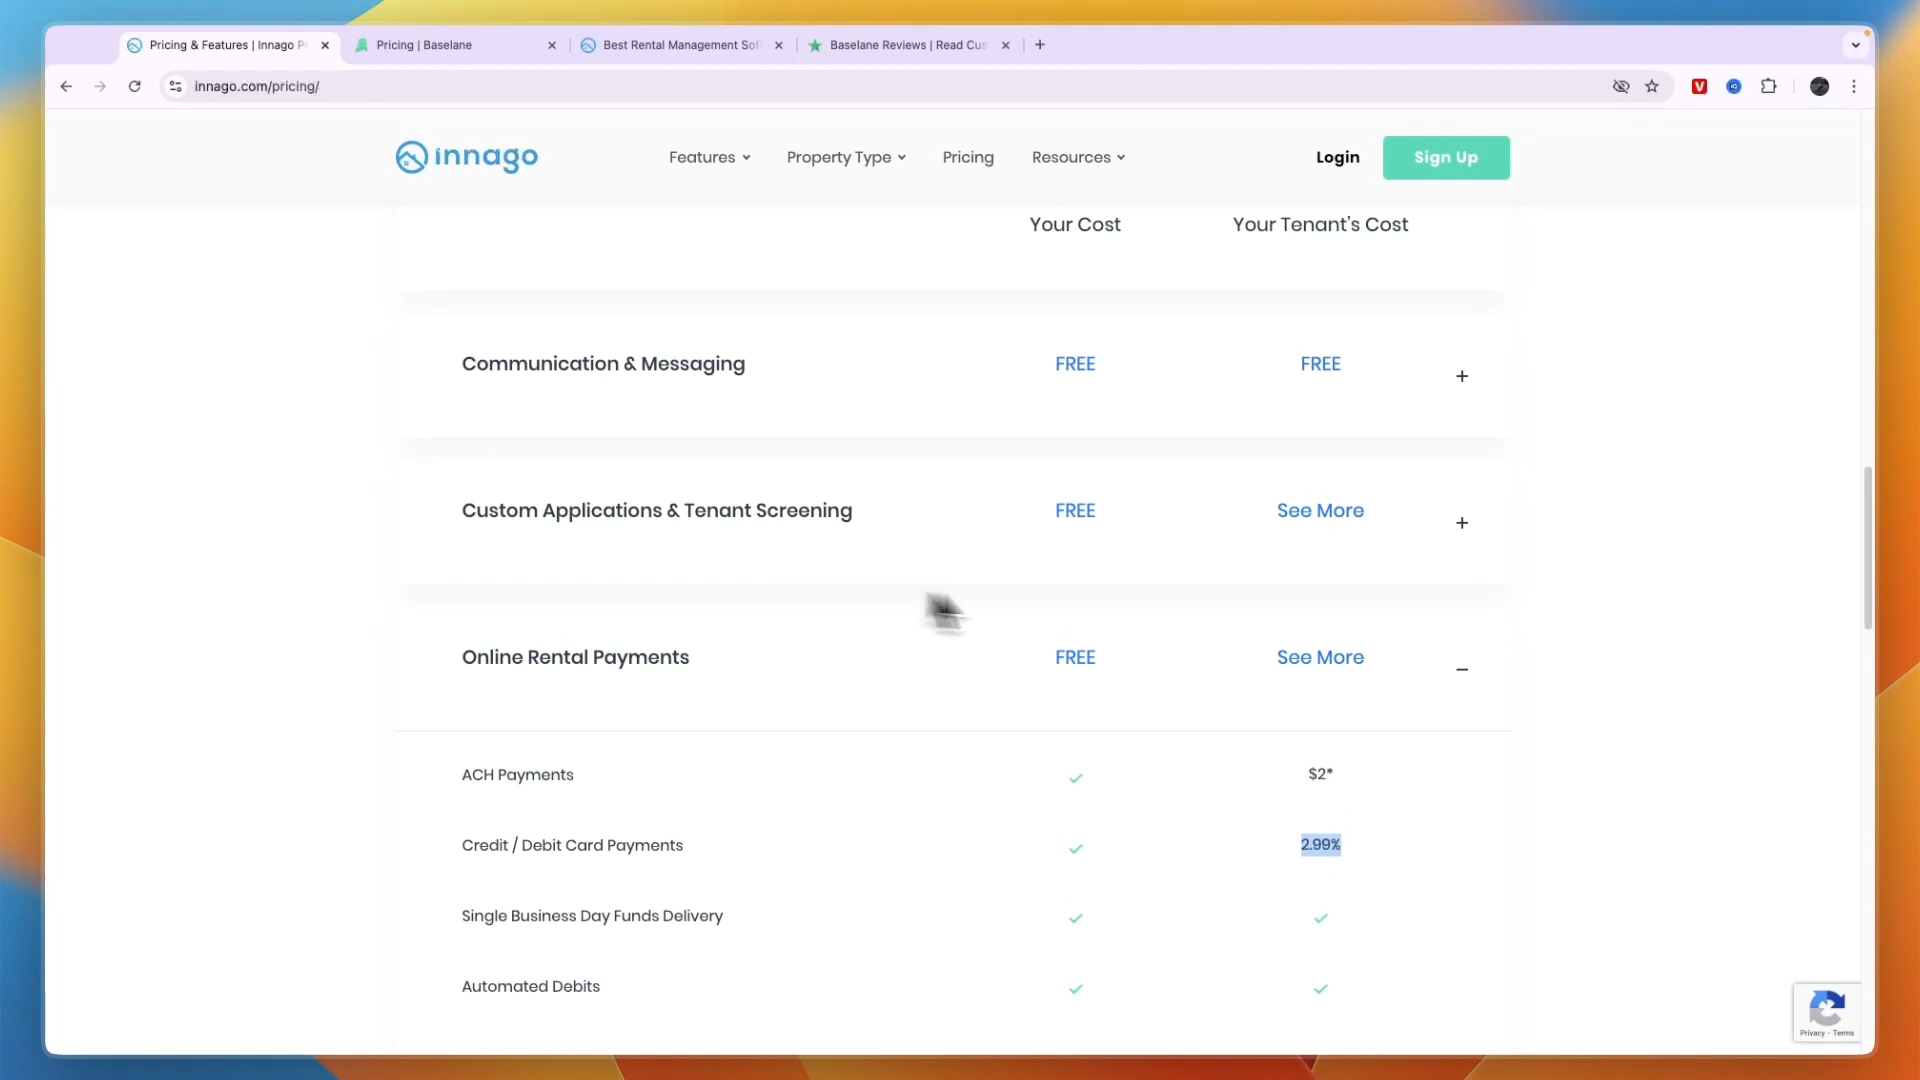 Pricing & Features | Innago P
Pricing | Baselane
Best Rental Management Sof
Baselane Reviews | Read Cus
innago.com/pricing/
innago
Features
Property Type
Pricing
Resources
Login
Sign Up
Your Cost
Your Tenant's Cost
Communication & Messaging
FREE
FREE
Custom Applications & Tenant Screening
FREE
See More
Online Rental Payments
FREE
See More
ACH Payments
$2*
Credit / Debit Card Payments
2.99%
Single Business Day Funds Delivery
Automated Debits
Privacy - Terms